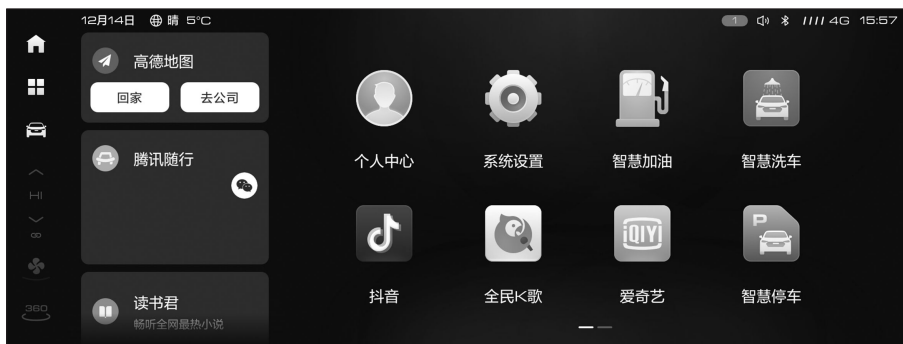 12月14日 晴 5°C
1 4G 15:57
高德地图
回家 去公司
腾讯随行
读书君
畅听全网最热小说
HI
360
个人中心 系统设置 智慧加油 智慧洗车
iQIYI P
抖音 全民K歌 爱奇艺 智慧停车